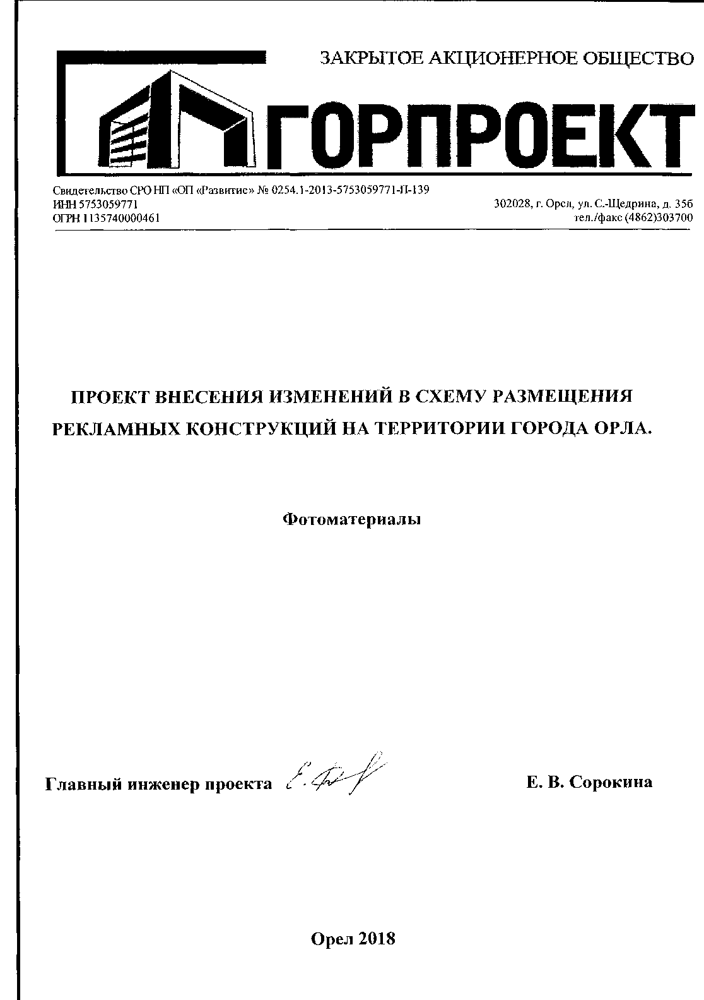 ЗАКРЫТОЕ АКЦИОНЕРНОЕ ОБЩЕСТВО
ГОРПРОЕКТ
Свидетельство СРО НП «ОП «Развитие» № 0254.1-2013-5753059771-П-139
ИНН 5753059771
302028, г. Орел, ул. С.-Щедрина, д. 35б
ОГРН 1135740000461
тел./факс (4862)303700
ПРОЕКТ ВНЕСЕНИЯ ИЗМЕНЕНИЙ В СХЕМУ РАЗМЕЩЕНИЯ
РЕКЛАМНЫХ КОНСТРУКЦИЙ НА ТЕРРИТОРИИ ГОРОДА ОРЛА.
Фотоматериалы
Главный инженер проекта Е. В. Сорокина
Орел 2018